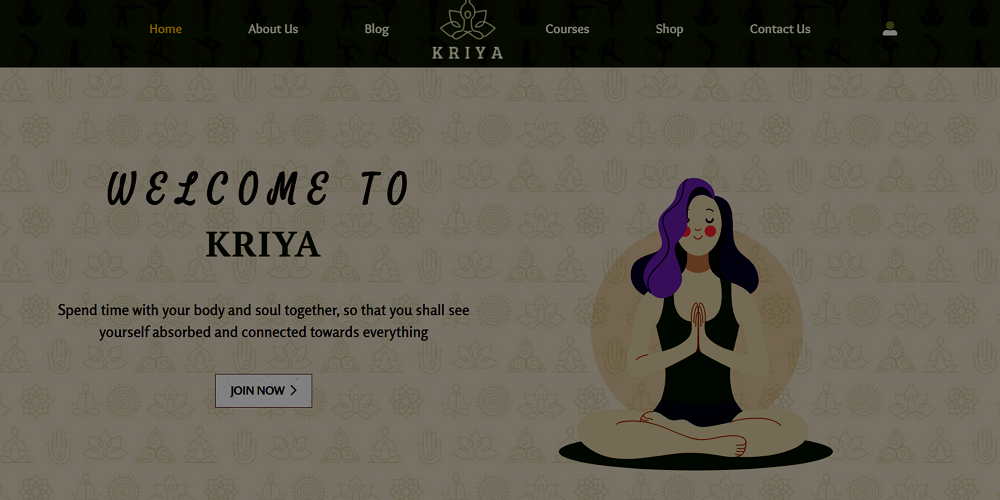 Home About Us Blog KRIYA Courses Shop Contact Us
WELCOME TO
KRIYA
Spend time with your body and soul together, so that you shall see
yourself absorbed and connected towards everything
JOIN NOW